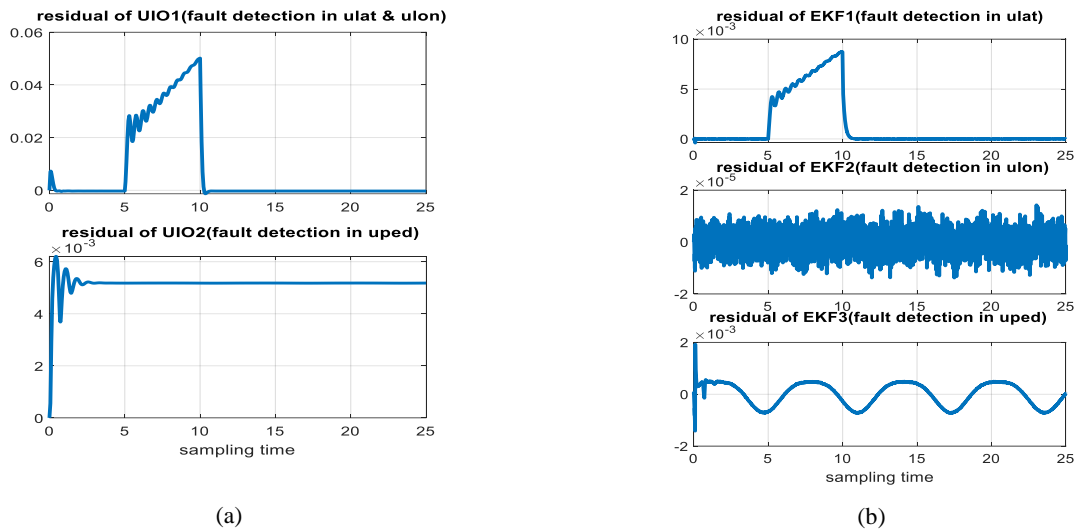 residual of UIO1(fault detection in ulat & ulon)
0.06
0.04
0.02
0
0 5 10 15 20 25
residual of UIO2(fault detection in uped)
× 10⁻³
6
4
2
0
0 5 10 15 20 25
sampling time
(a)
residual of EKF1(fault detection in ulat)
× 10⁻³
10
5
0
0 5 10 15 20 25
residual of EKF2(fault detection in ulon)
× 10⁻⁵
2
0
-2
0 5 10 15 20 25
residual of EKF3(fault detection in uped)
× 10⁻³
2
0
-2
0 5 10 15 20 25
sampling time
(b)